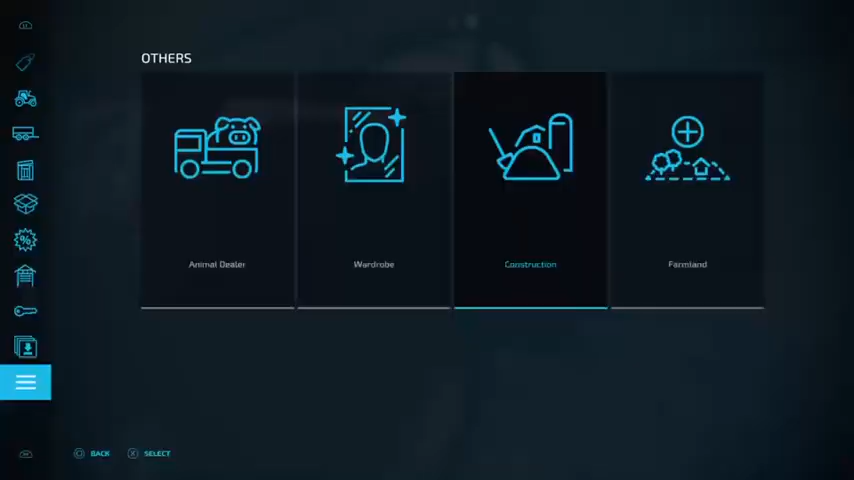 OTHERS
Animal Dealer
Wardrobe
Construction
Farmland
BACK
SELECT